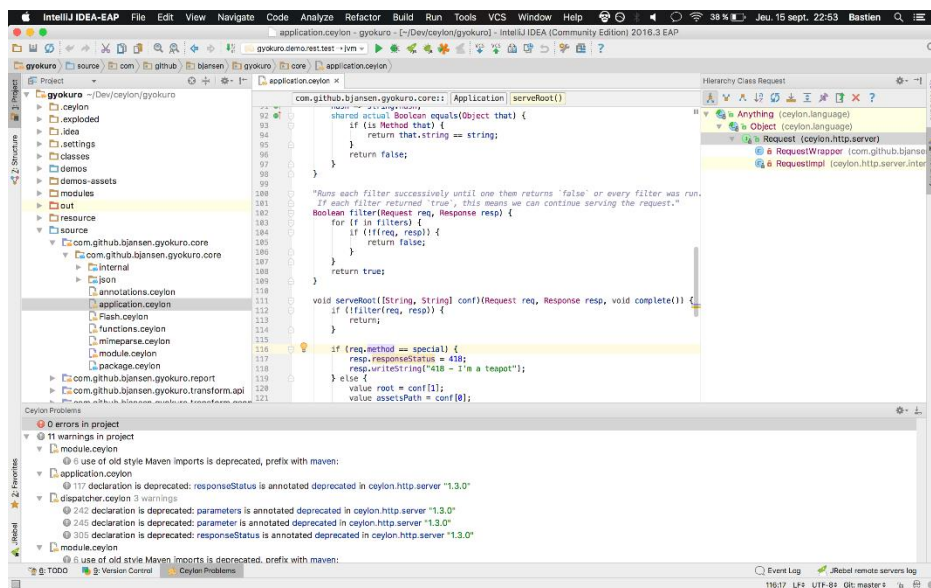 IntelliJ IDEA-EAP File Edit View Navigate Code Analyze Refactor Build Run Tools VCS Window Help 38 % Jeu. 15 sept. 22:53 Bastien
application.ceylon - gyokuro - [~/Dev/ceylon/gyokuro] - IntelliJ IDEA (Community Edition) 2016.3 EAP
gyokuro.demo.rest.test →jvm
gyokuro source com github bjansen gyokuro core application.ceylon
Project
application.ceylon ×
Hierarchy Class Request
1: Project
2: Structure
gyokuro ~/Dev/ceylon/gyokuro
.ceylon
.exploded
.idea
.settings
classes
demos
demos-assets
modules
out
resource
source
com.github.bjansen.gyokuro.core
com.github.bjansen.gyokuro.core
internal
json
annotations.ceylon
application.ceylon
Flash.ceylon
functions.ceylon
mimeparse.ceylon
module.ceylon
package.ceylon
com.github.bjansen.gyokuro.report
com.github.bjansen.gyokuro.transform.api
com.github.bjansen.gyokuro.core:: Application serveRoot()
92 shared actual Boolean equals(Object that) {
93 if (is Method that) {
94 return that.string == string;
95 }
96 return false;
97 }
98 }
99
100 "Runs each filter successively until one them returns `false` or every filter was run.
101 If each filter returned `true`, this means we can continue serving the request."
102 Boolean filter(Request req, Response resp) {
103 for (f in filters) {
104 if (!f(req, resp)) {
105 return false;
106 }
107 }
108 return true;
109 }
110
111 void serveRoot([String, String] conf)(Request req, Response resp, void complete()) {
112 if (!filter(req, resp)) {
113 return;
114 }
115
116 if (req.method == special) {
117 resp.responseStatus = 418;
118 resp.writeString("418 - I'm a teapot");
119 } else {
120 value root = conf[1];
121 value assetsPath = conf[0];
Anything (ceylon.language)
Object (ceylon.language)
Request (ceylon.http.server)
RequestWrapper (com.github.bjanse
RequestImpl (ceylon.http.server.inter
Ceylon Problems
0 errors in project
11 warnings in project
module.ceylon
6 use of old style Maven imports is deprecated, prefix with maven:
application.ceylon
117 declaration is deprecated: responseStatus is annotated deprecated in ceylon.http.server "1.3.0"
dispatcher.ceylon 3 warnings
242 declaration is deprecated: parameters is annotated deprecated in ceylon.http.server "1.3.0"
245 declaration is deprecated: parameter is annotated deprecated in ceylon.http.server "1.3.0"
305 declaration is deprecated: responseStatus is annotated deprecated in ceylon.http.server "1.3.0"
module.ceylon
6 use of old style Maven imports is deprecated, prefix with maven:
2: Favorites
JRebel
6: TODO 9: Version Control Ceylon Problems Event Log JRebel remote servers log
116:17 LF÷ UTF-8÷ Git: master÷